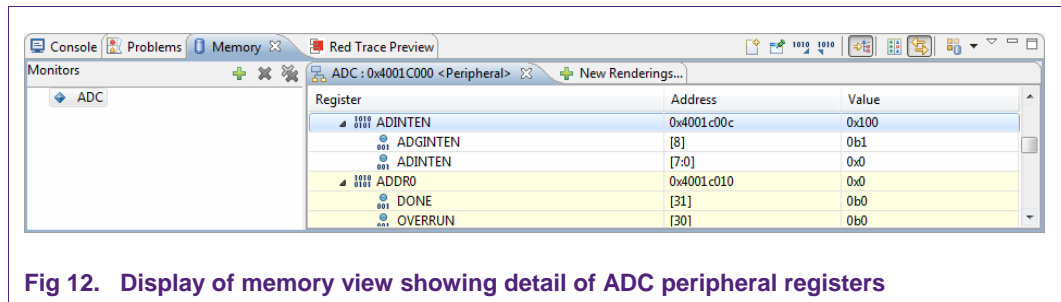 Console Problems Memory Red Trace Preview
Monitors
ADC
ADC : 0x4001C000 <Peripheral> New Renderings...
Register Address Value
ADINTEN 0x4001c00c 0x100
ADGINTEN [8] 0b1
ADINTEN [7:0] 0x0
ADDR0 0x4001c010 0x0
DONE [31] 0b0
OVERRUN [30] 0b0
Fig 12. Display of memory view showing detail of ADC peripheral registers